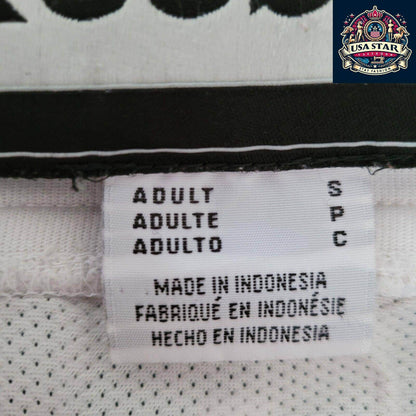 USA STAR
ADULT S
ADULTE P
ADULTO C
MADE IN INDONESIA
FABRIQUÉ EN INDONÉSIE
HECHO EN INDONESIA